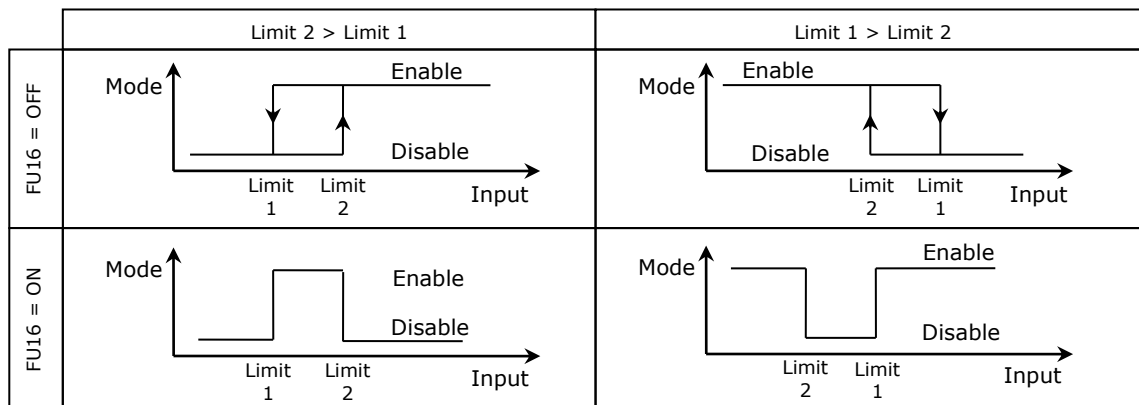 Limit 2 > Limit 1
Limit 1 > Limit 2
FU16 = OFF
Mode
Enable
Disable
Limit
1
Limit
2
Input
Mode
Enable
Disable
Limit
2
Limit
1
Input
FU16 = ON
Mode
Enable
Disable
Limit
1
Limit
2
Input
Mode
Enable
Disable
Limit
2
Limit
1
Input